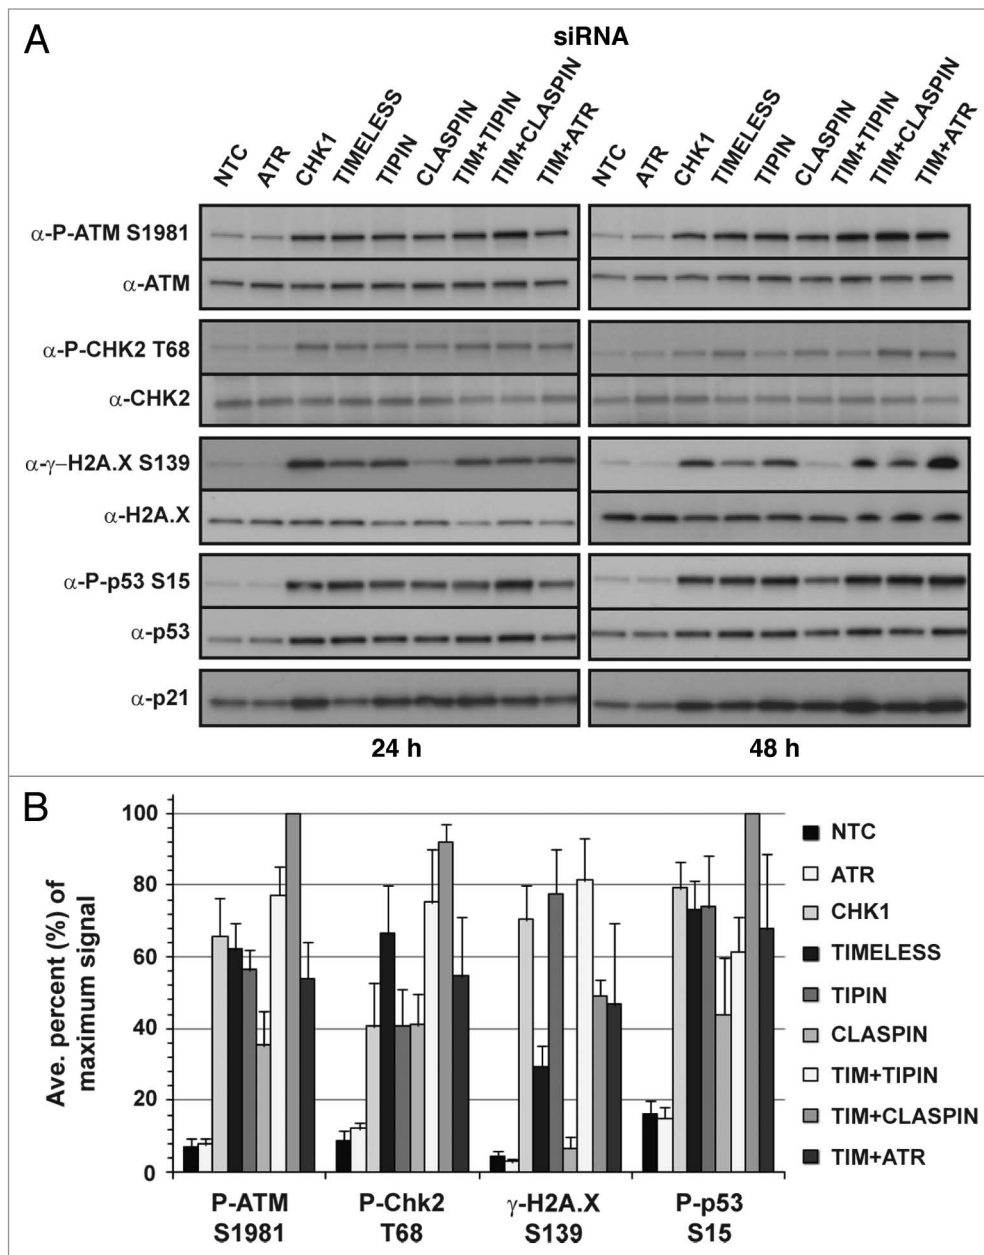 A
siRNA
NTC ATR CHK1 TIMELESS TIPIN CLASPIN TIM+TIPIN TIM+CLASPIN TIM+ATR NTC ATR CHK1 TIMELESS TIPIN CLASPIN TIM+TIPIN TIM+CLASPIN TIM+ATR
α-P-ATM S1981
α-ATM
α-P-CHK2 T68
α-CHK2
α-γ–H2A.X S139
α-H2A.X
α-P-p53 S15
α-p53
α-p21
24 h 48 h
B
Ave. percent (%) of
maximum signal
100
80
60
40
20
0
P-ATM
S1981
P-Chk2
T68
γ-H2A.X
S139
P-p53
S15
NTC
ATR
CHK1
TIMELESS
TIPIN
CLASPIN
TIM+TIPIN
TIM+CLASPIN
TIM+ATR